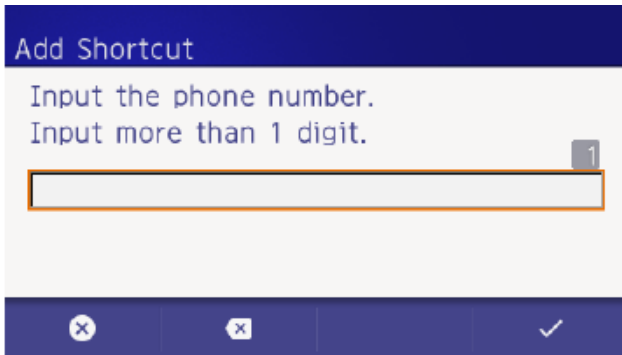 Add Shortcut
Input the phone number.
Input more than 1 digit.
1